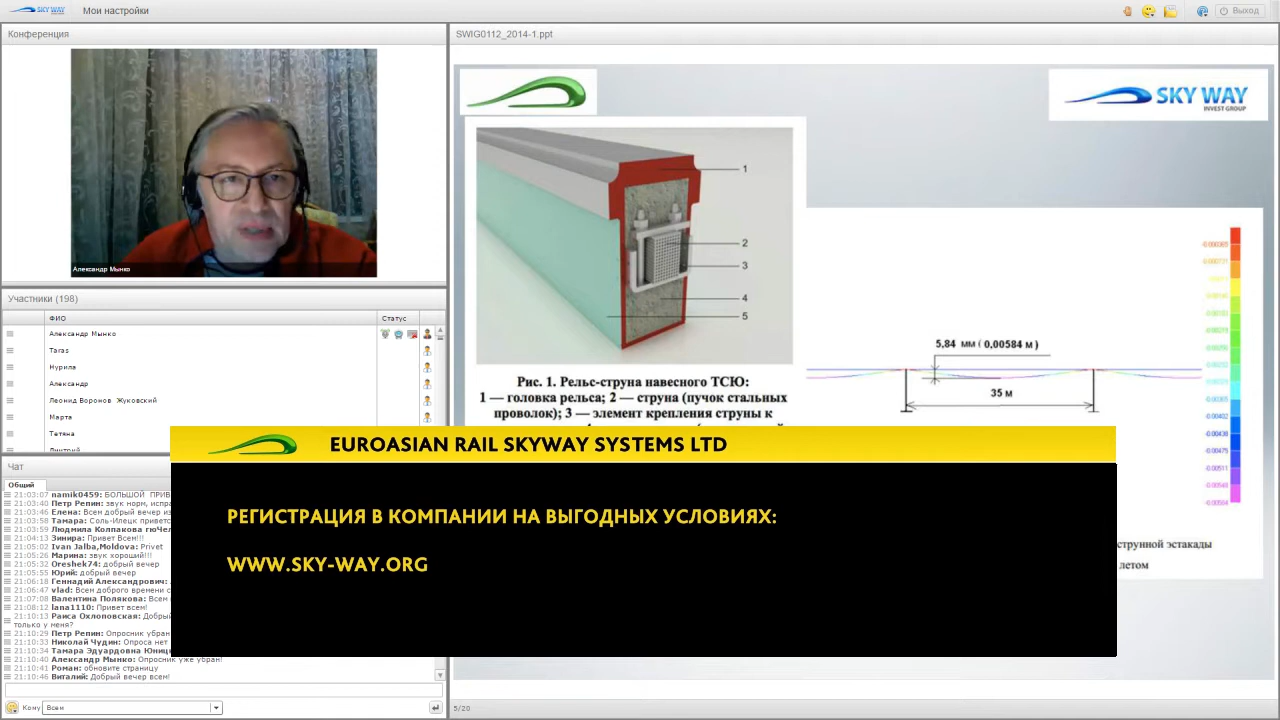 SKY WAY
Мои настройки
Выход
Конференция
SWIG0112_2014-1.ppt
Александр Мынко
SKY WAY
INVEST GROUP
1
2
3
4
5
Рис. 1. Рельс-струна навесного ТСЮ:
1 — головка рельса; 2 — струна (пучок стальных
проволок); 3 — элемент крепления струны к
5,84 мм ( 0,00584 м )
35 м
струнной эстакады
летом
Участники (198)
ФИО
Статус
Александр Мынко
Taras
Нурила
Александр
Леонид Воронов Жуковский
Марта
Тетяна
EUROASIAN RAIL SKYWAY SYSTEMS LTD
РЕГИСТРАЦИЯ В КОМПАНИИ НА ВЫГОДНЫХ УСЛОВИЯХ:
WWW.SKY-WAY.ORG
Чат
Общий
21:03:07 namik0459: БОЛЬШОЙ ПРИВ
21:03:40 Петр Репин: звук норм, испра
21:03:46 Елена: Всем добрый вечер из
21:03:58 Тамара: Соль-Илецк приветс
21:03:59 Людмила Колпакова гюЧел
21:04:13 Зинира: Привет Всем!!!
21:05:02 Ivan Jalba,Moldova: Privet
21:05:26 Марина: звук хороший!!!
21:05:32 Oreshek74: добрый вечер
21:05:55 Юрий: добрый вечер
21:06:18 Геннадий Александрович:
21:06:47 vlad: Всем доброго времени с
21:07:08 Валентина Полякова: Всем
21:08:12 lana1110: Привет всем!
21:10:13 Раиса Охлоповская: Добрый
только у меня?
21:10:29 Петр Репин: Опросник убран
21:10:33 Николай Чудин: Опроса нет
21:10:34 Тамара Эдуардовна Юниц
21:10:40 Александр Мынко: Опросник уже убран!
21:10:41 Роман: обновите страницу
21:10:46 Виталий: Добрый вечер всем!
Кому
Всем
5/20